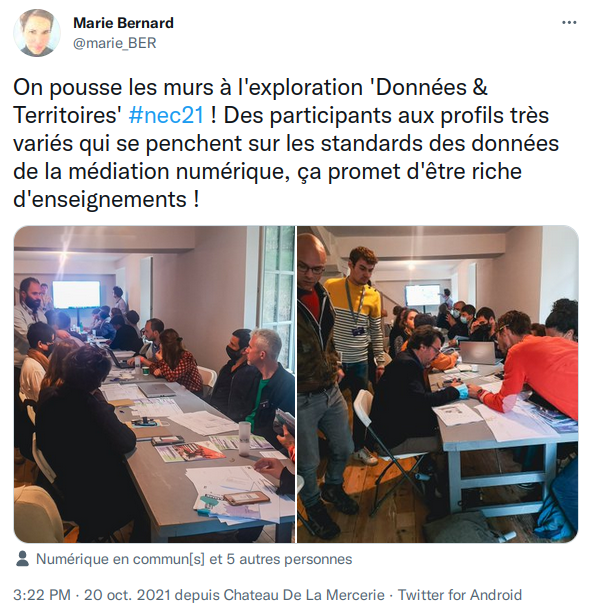 Marie Bernard
@marie_BER
On pousse les murs à l'exploration 'Données &
Territoires' #nec21 ! Des participants aux profils très
variés qui se penchent sur les standards des données
de la médiation numérique, ça promet d'être riche
d'enseignements !
Numérique en commun[s] et 5 autres personnes
3:22 PM · 20 oct. 2021 depuis Chateau De La Mercerie · Twitter for Android